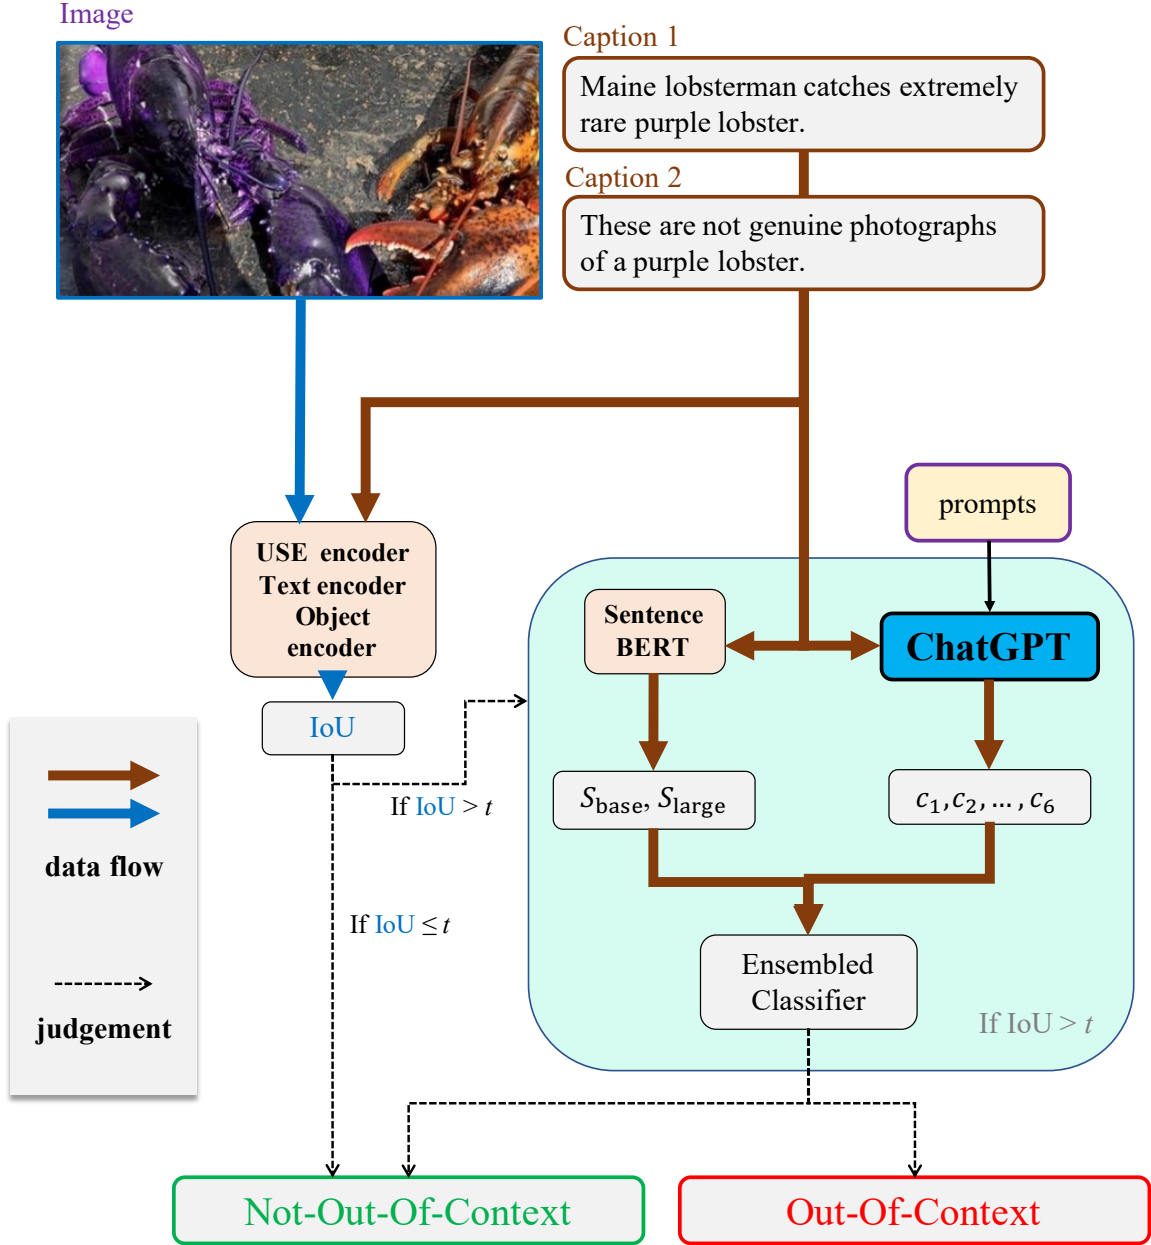 Image
Caption 1
Maine lobsterman catches extremely
rare purple lobster.
Caption 2
These are not genuine photographs
of a purple lobster.
prompts
USE encoder
Text encoder
Object
encoder
Sentence
BERT
ChatGPT
IoU
If IoU > t
S_base, S_large
c_1,c_2, … , c_6
data flow
If IoU ≤ t
Ensembled
Classifier
judgement
If IoU > t
Not-Out-Of-Context
Out-Of-Context